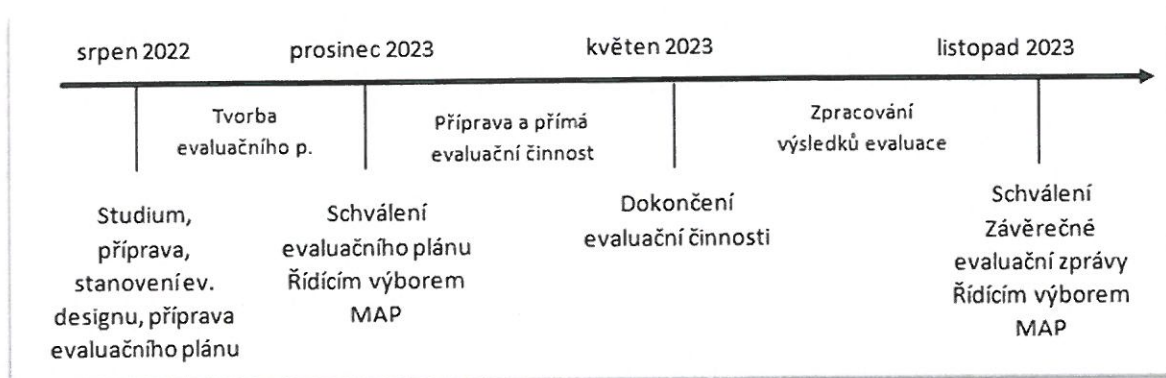 srpen 2022
prosinec 2023
květen 2023
listopad 2023
Tvorba
evaluačního p.
Příprava a přímá
evaluační činnost
Zpracování
výsledků evaluace
Studium,
příprava,
stanovení ev.
designu, příprava
evaluačního plánu
Schválení
evaluačního plánu
Řídícím výborem
MAP
Dokončení
evaluační činnosti
Schválení
Závěrečné
evaluační zprávy
Řídícím výborem
MAP